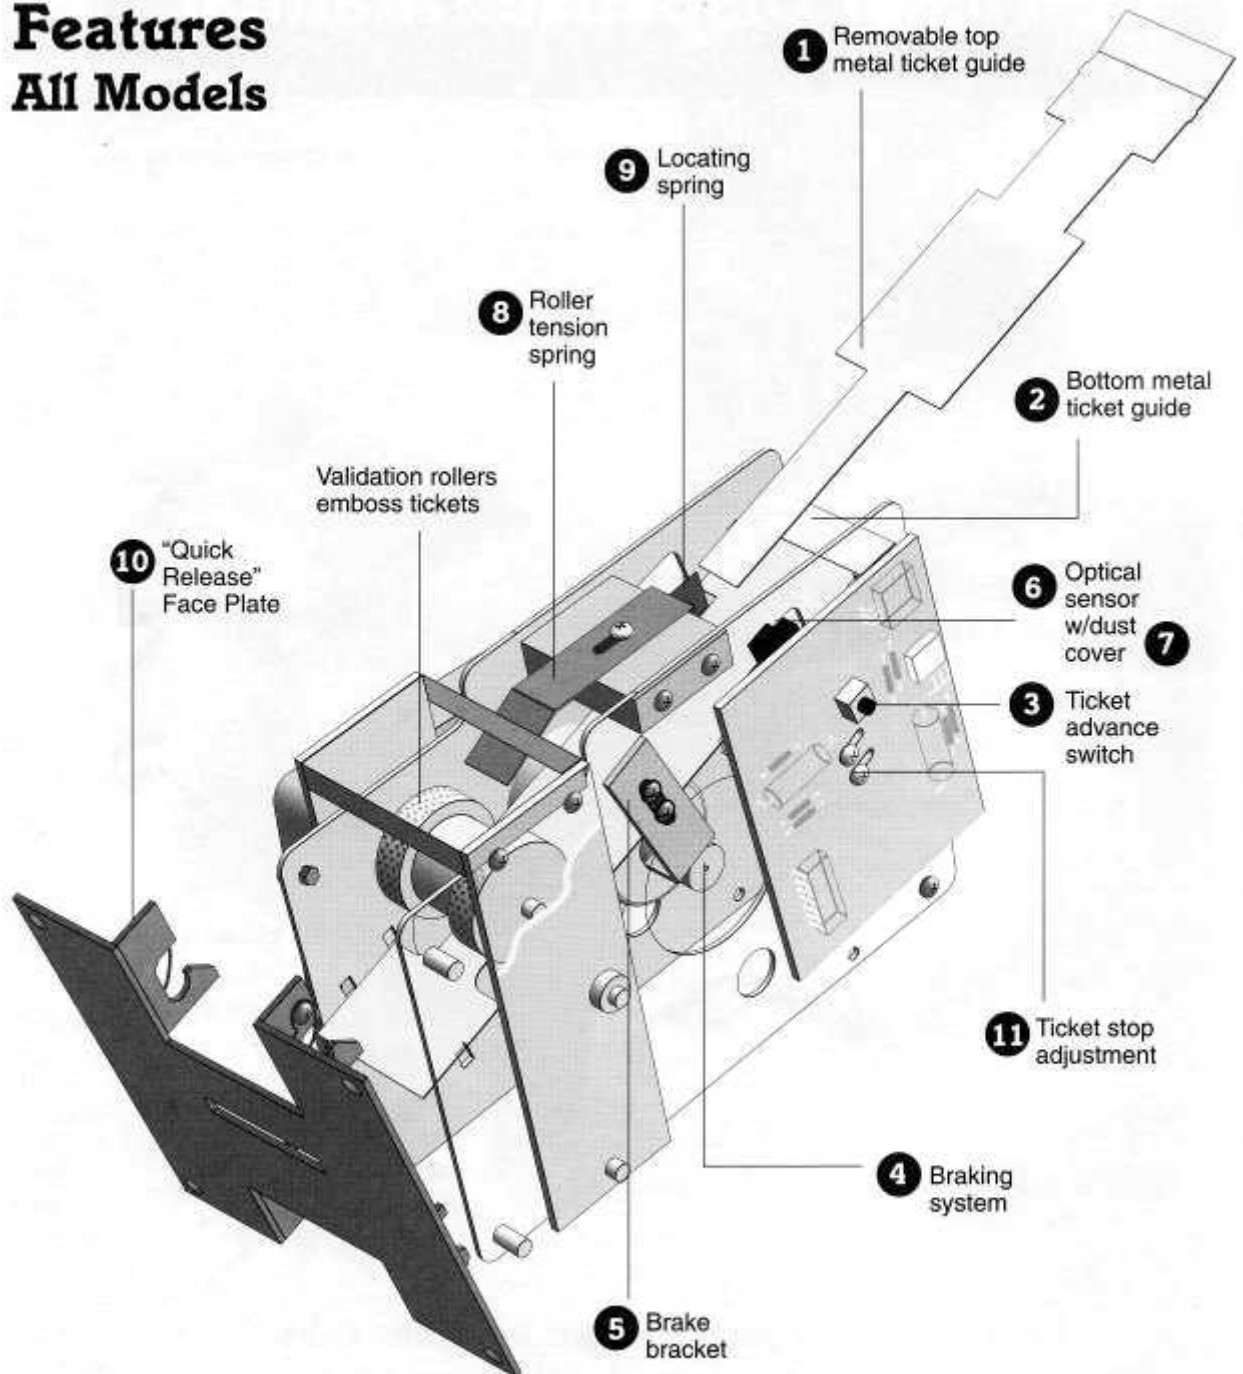 Features
All Models
1 Removable top
metal ticket guide
9 Locating
spring
8 Roller
tension
spring
2 Bottom metal
ticket guide
Validation rollers
emboss tickets
10 "Quick
Release"
Face Plate
6 Optical
sensor
w/dust
cover 7
3 Ticket
advance
switch
11 Ticket stop
adjustment
4 Braking
system
5 Brake
bracket